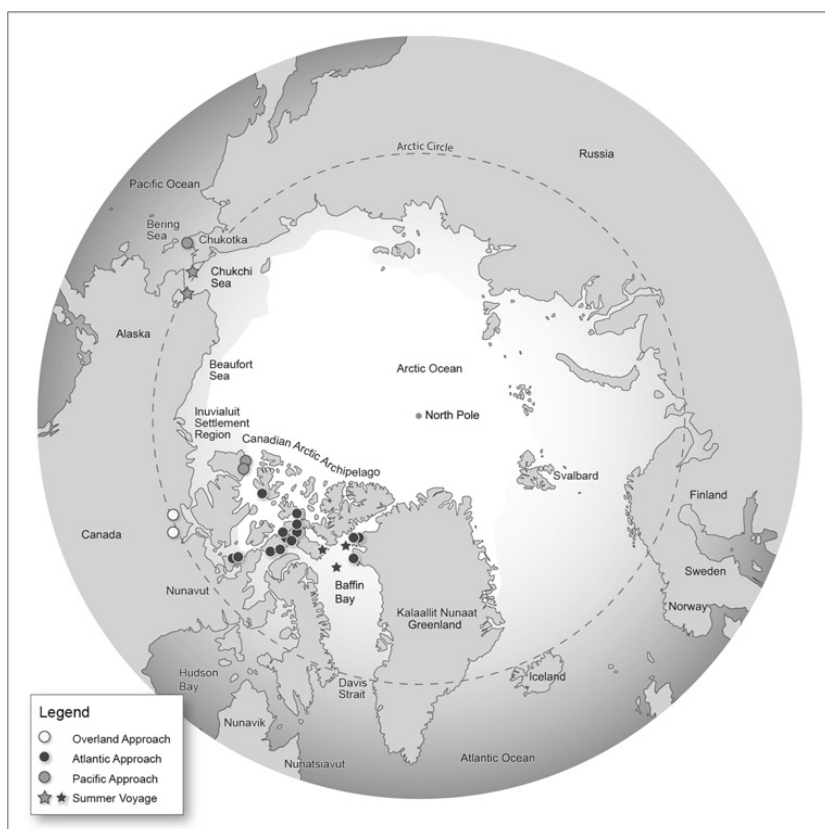 Arctic Circle
Russia
Pacific Ocean
Bering
Sea
Chukotka
Chukchi
Sea
Alaska
Beaufort
Sea
Arctic Ocean
North Pole
Inuvialuit
Settlement
Region
Canadian Arctic Archipelago
Svalbard
Finland
Canada
Sweden
Nunavut
Baffin
Bay
Kalaallit Nunaat
Greenland
Norway
Hudson
Bay
Davis
Strait
Iceland
Nunavik
Nunatsiavut
Atlantic Ocean
Legend
Overland Approach
Atlantic Approach
Pacific Approach
Summer Voyage